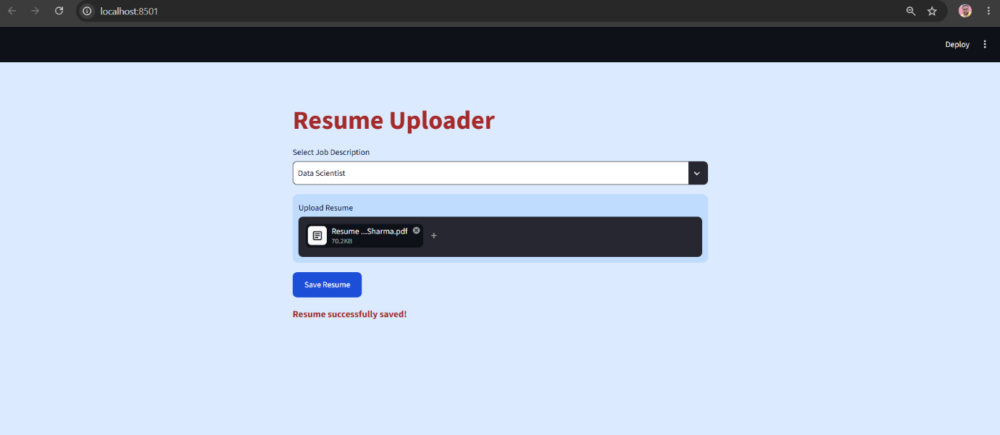 localhost:8501
Deploy
Resume Uploader
Select Job Description
Data Scientist
Upload Resume
Resume ...Sharma.pdf
70.2KB
Save Resume
Resume successfully saved!